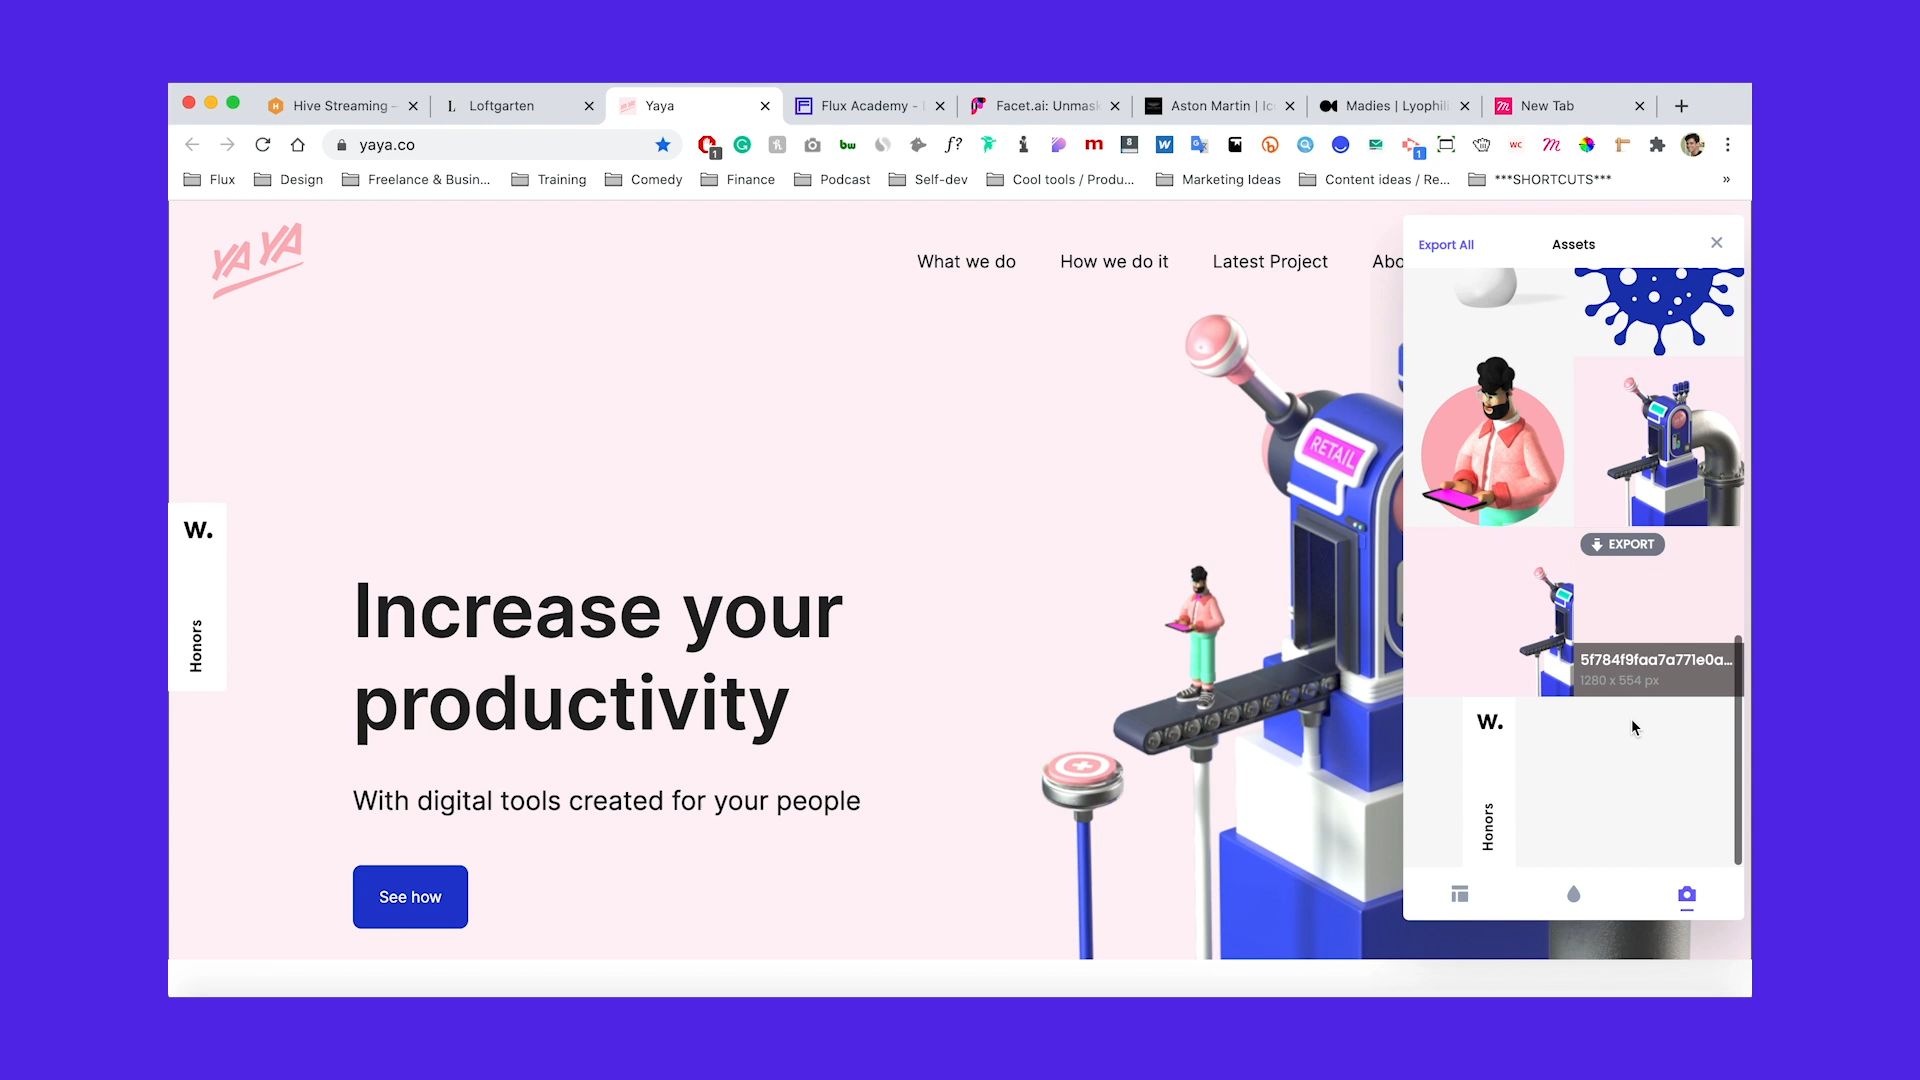 Hive Streaming -
Loftgarten
Yaya
Flux Academy -
Facet.ai: Unmask
Aston Martin | Ic
Madies | Lyophili
New Tab
yaya.co
Flux
Design
Freelance & Busin...
Training
Comedy
Finance
Podcast
Self-dev
Cool tools / Produ...
Marketing Ideas
Content ideas / Re...
***SHORTCUTS***
»
YA YA
What we do
How we do it
Latest Project
Abo
Export All
Assets
RETAIL
EXPORT
5f784f9faa7a771e0a...
1280 x 554 px
W.
Honors
W.
Honors
Increase your
productivity
With digital tools created for your people
See how